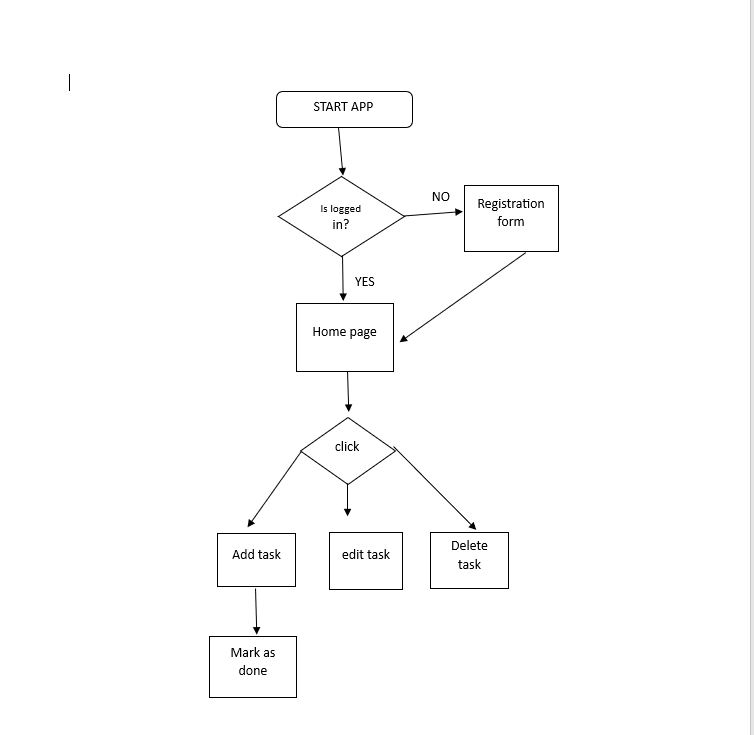 START APP
Is logged
in?
NO
Registration
form
YES
Home page
click
Add task
edit task
Delete
task
Mark as
done